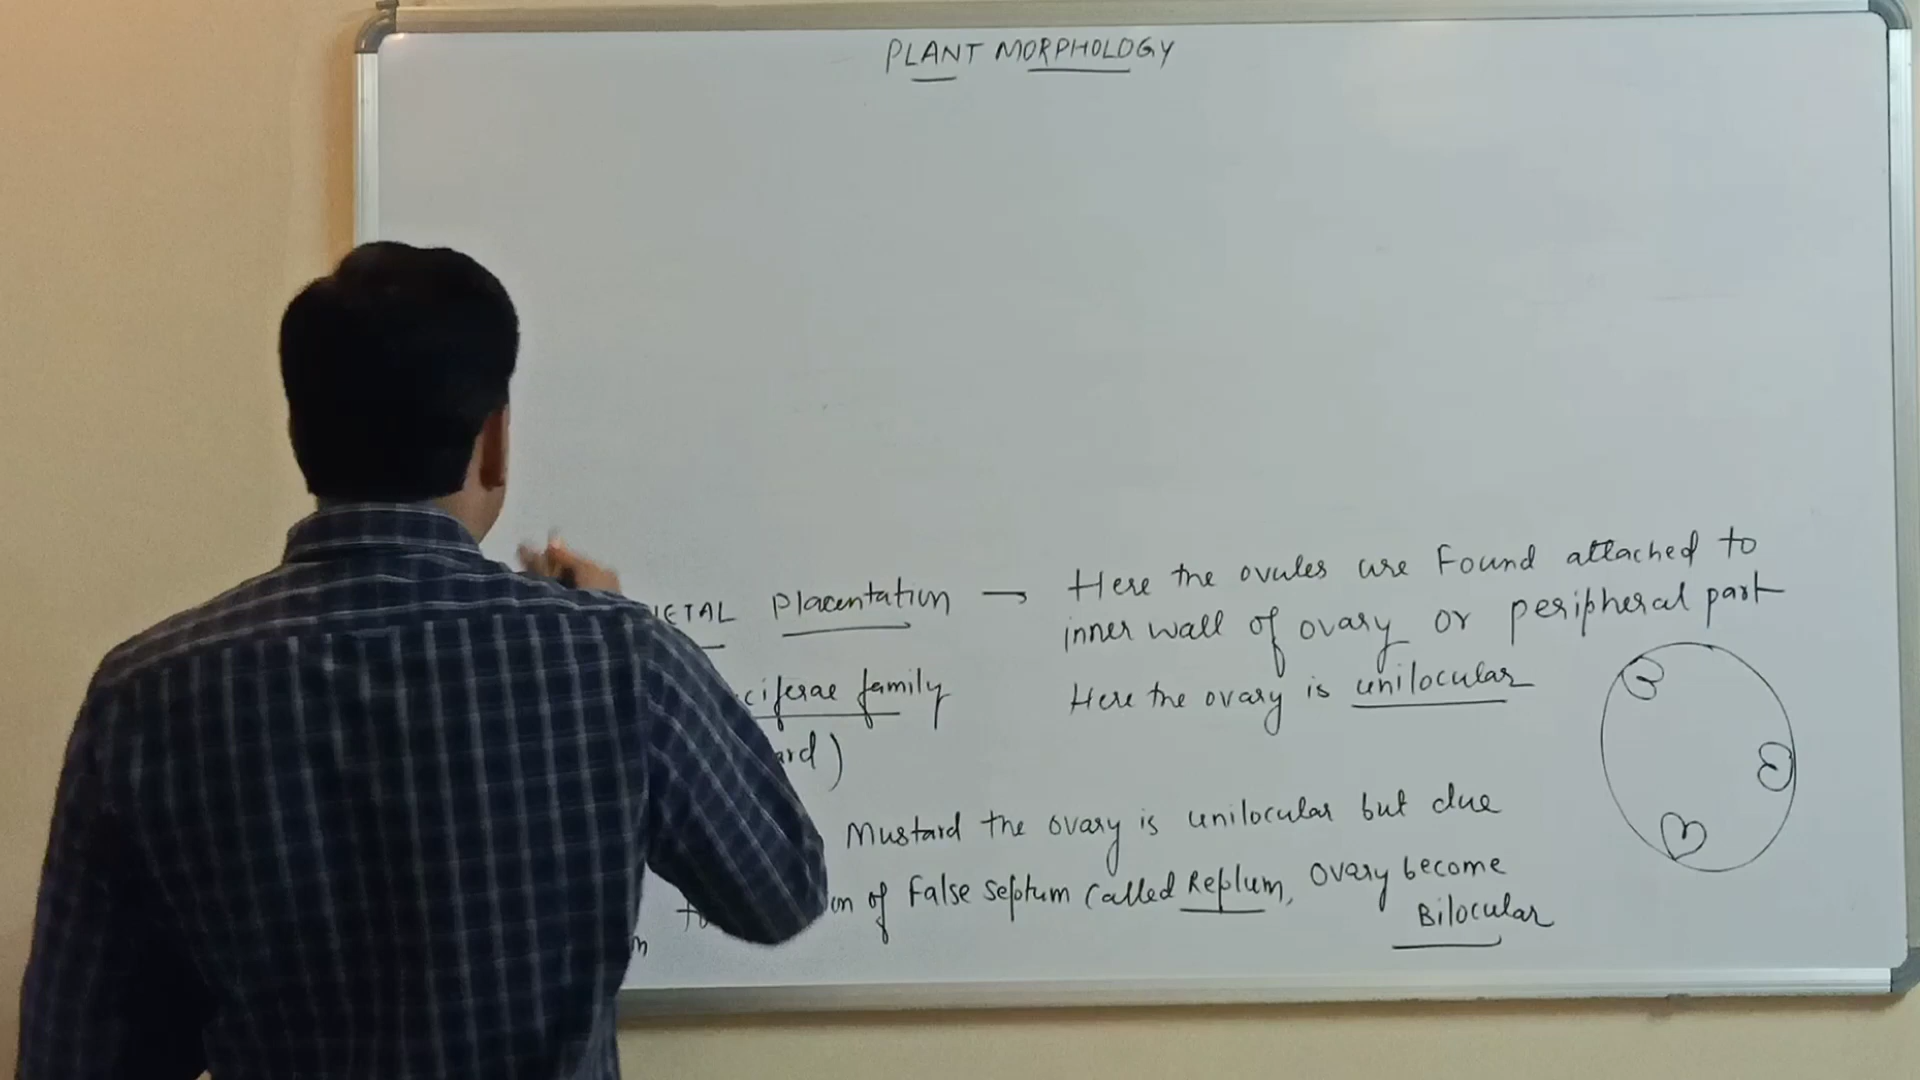 PLANT MORPHOLOGY
IETAL Placentation → Here the ovules are Found attached to
inner wall of ovary or peripheral part
ciferae family
Here the ovary is unilocular
ard)
Mustard the ovary is unilocular but due
on of False septum called Replum, ovary become
Bilocular